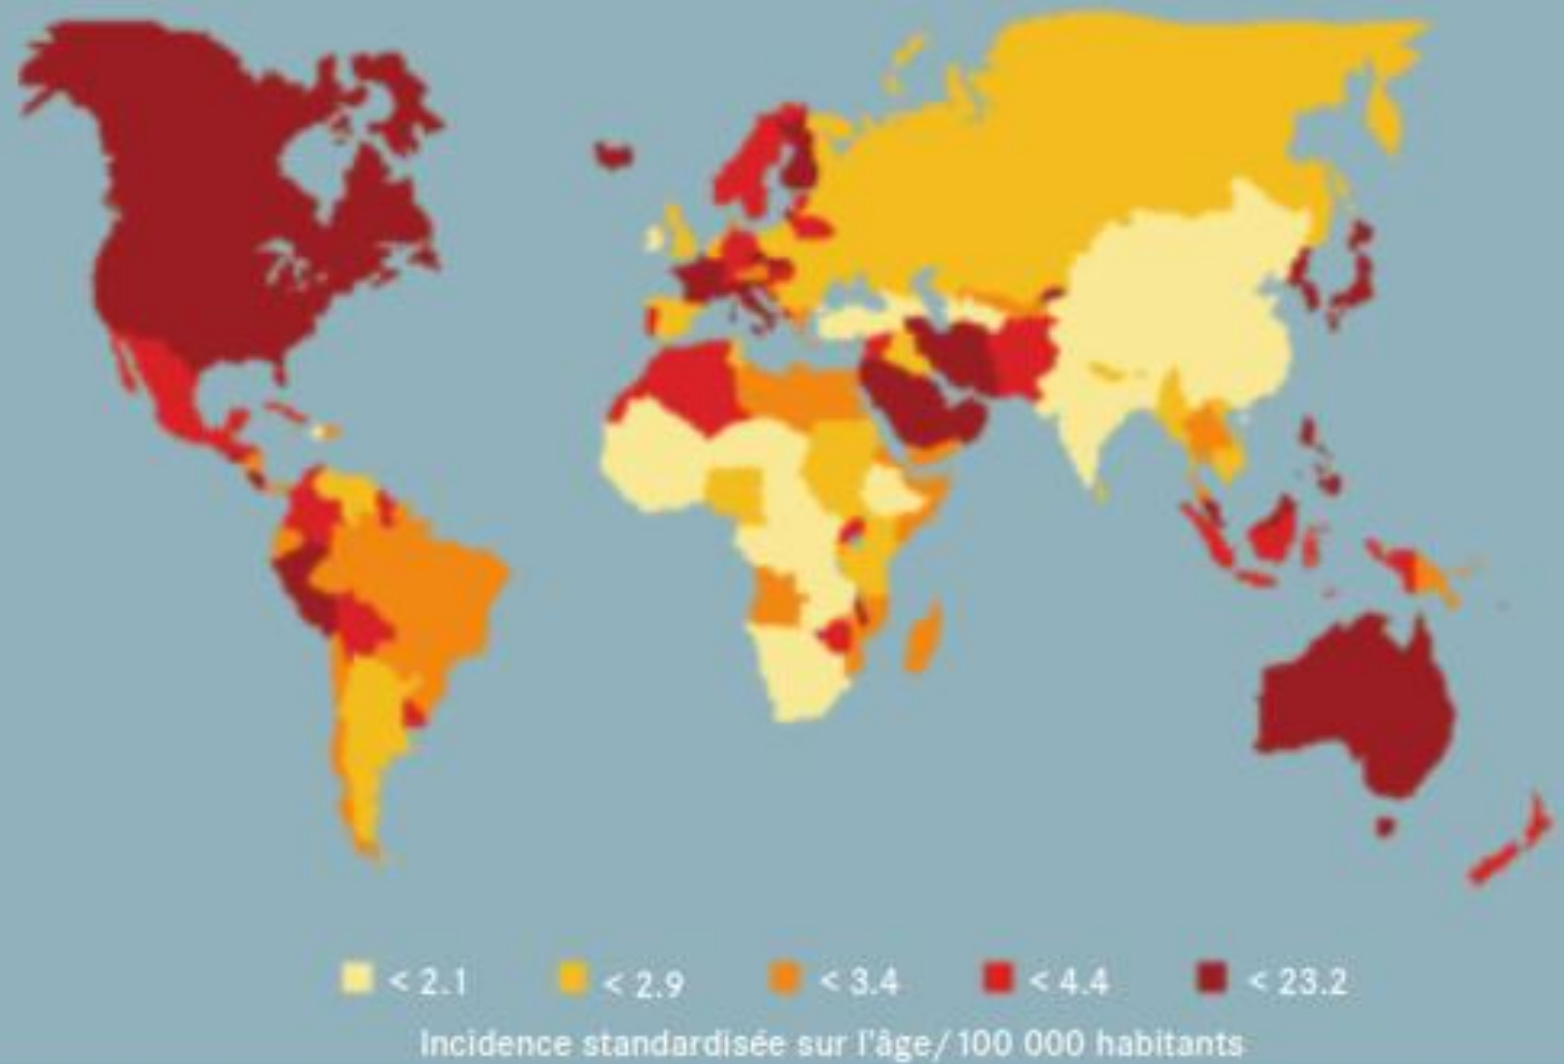 < 2.1 < 2.9 < 3.4 < 4.4 < 23.2
Incidence standardisée sur l'âge/100 000 habitants